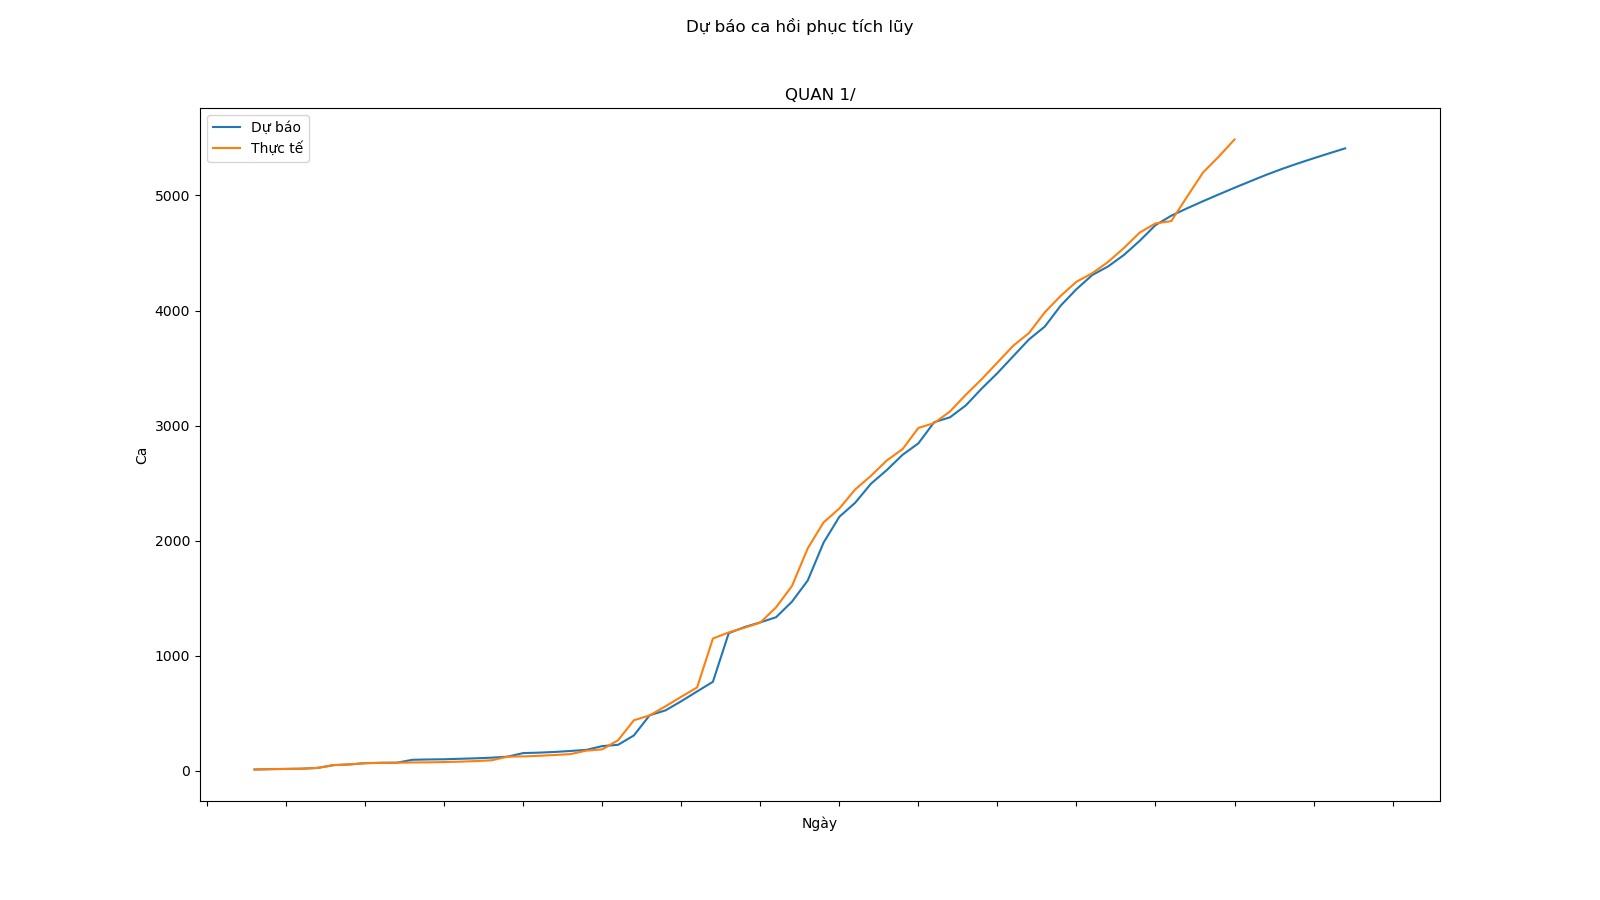 Dự báo ca hồi phục tích lũy
QUAN 1/
Dự báo
Thực tế
5000
4000
3000
2000
1000
0
Ca
Ngày